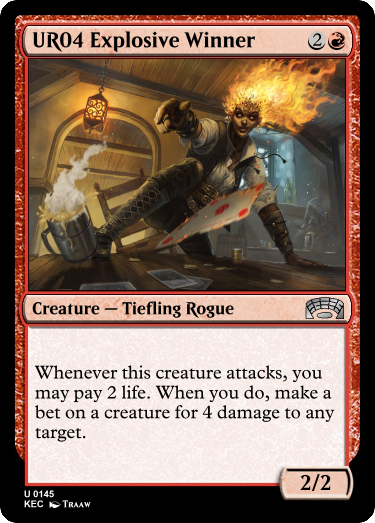 UR04 Explosive Winner 2
Creature — Tiefling Rogue
Whenever this creature attacks, you
may pay 2 life. When you do, make a
bet on a creature for 4 damage to any
target.
2/2
U 0145
KEC Traaw